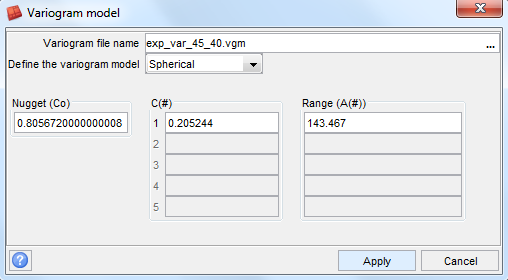 Variogram model
Variogram file name exp_var_45_40.vgm ...
Define the variogram model Spherical
Nugget (Co) C(#) Range (A(#))
0.8056720000000008 1 0.205244 143.467
2
3
4
5
? Apply Cancel